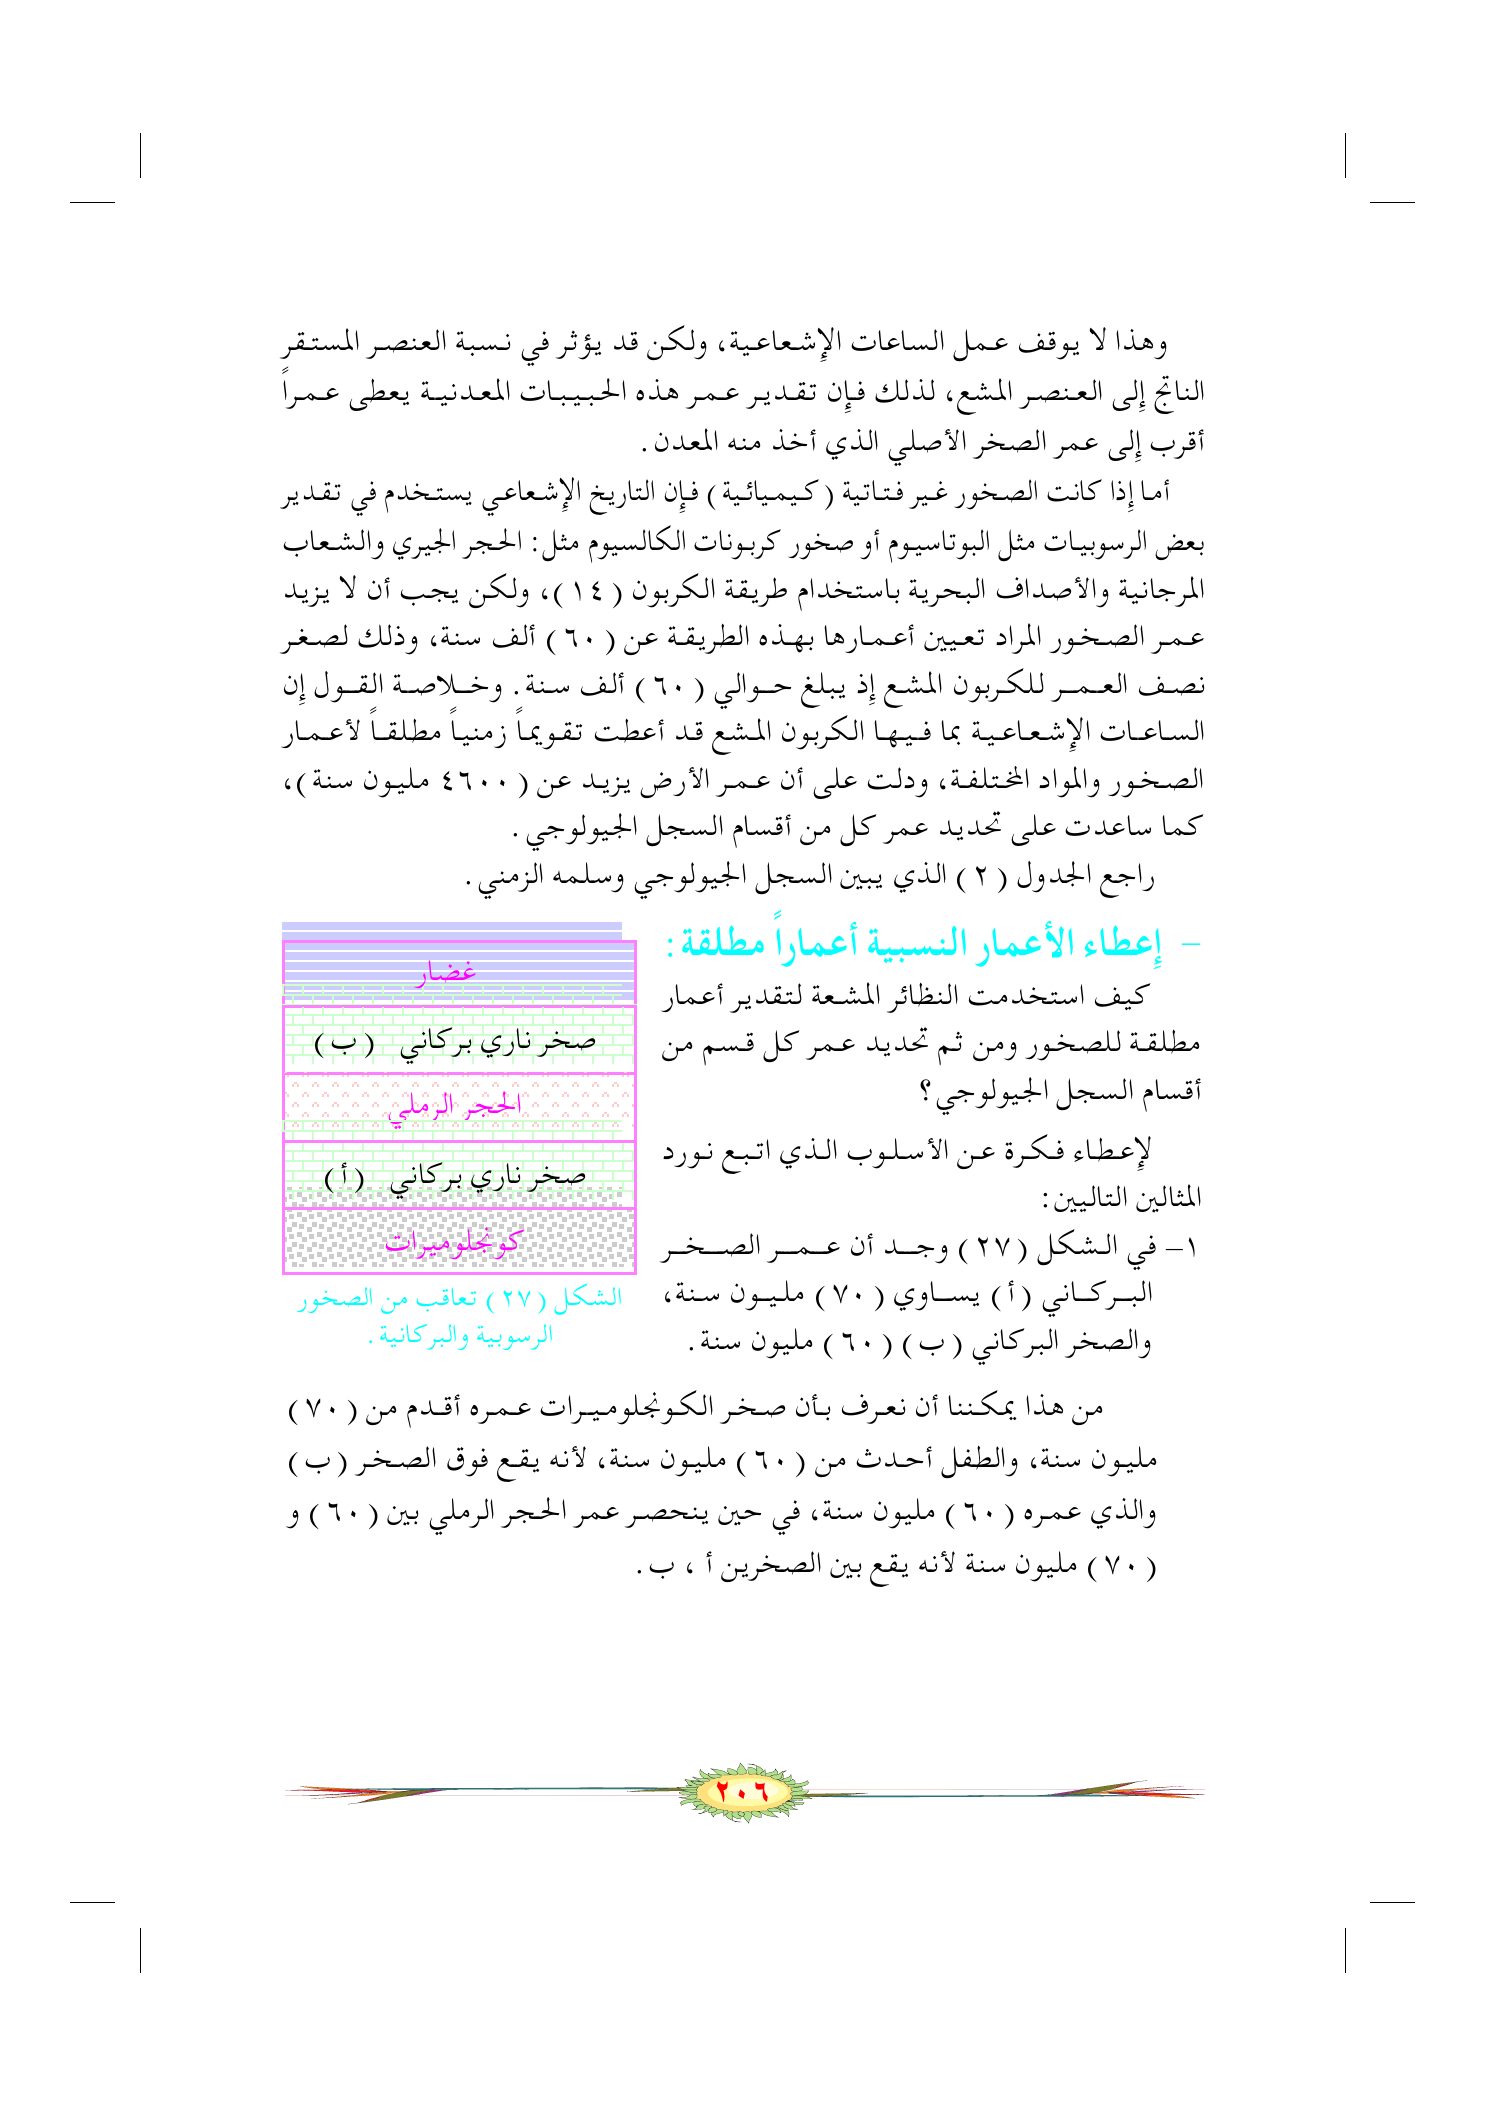 وهذا لا يوقف عمل الساعات الإشعاعية، ولكن قد يؤثر في نسبة العنصر المستقر
الناتج إلى العنصر المشع، لذلك فإن تقدير عمر هذه الحبيبات المعدنية يعطى عمراً
أقرب إلى عمر الصخر الأصلي الذي أخذ منه المعدن.
أما إذا كانت الصخور غير فتاتية (كيميائية) فإن التاريخ الإشعاعي يستخدم في تقدير
بعض الرسوبيات مثل البوتاسيوم أو صخور كربونات الكالسيوم مثل: الحجر الجيري والشعاب
المرجانية والأصداف البحرية باستخدام طريقة الكربون (١٤)، ولكن يجب أن لا يزيد
عمر الصخور المراد تعيين أعمارها بهذه الطريقة عن (٦٠) ألف سنة، وذلك لصغر
نصف العمر للكربون المشع إذ يبلغ حوالي (٦٠) ألف سنة. وخلاصة القول إن
الساعات الإشعاعية بما فيها الكربون المشع قد أعطت تقويماً زمنياً مطلقاً لأعمار
الصخور والمواد المختلفة، ودلت على أن عمر الأرض يزيد عن (٤٦٠٠ مليون سنة)،
كما ساعدت على تحديد عمر كل من أقسام السجل الجيولوجي.
راجع الجدول (٢) الذي يبين السجل الجيولوجي وسلمه الزمني.
– إعطاء الأعمار النسبية أعماراً مطلقة:
كيف استخدمت النظائر المشعة لتقدير أعمار
مطلقة للصخور ومن ثم تحديد عمر كل قسم من
أقسام السجل الجيولوجي؟
لإعطاء فكرة عن الأسلوب الذي اتبع نورد
المثالين التاليين:
١– في الشكل (٢٧) وجد أن عمر الصخر
البركاني (أ) يساوي (٧٠) مليون سنة،
والصخر البركاني (ب) (٦٠) مليون سنة.
غضار
صخر ناري بركاني (ب)
الحجر الرملي
صخر ناري بركاني (أ)
كونجلوميرات
الشكل (٢٧) تعاقب من الصخور
الرسوبية والبركانية.
من هذا يمكننا أن نعرف بأن صخر الكونجلوميرات عمره أقدم من (٧٠)
مليون سنة، والطفل أحدث من (٦٠) مليون سنة، لأنه يقع فوق الصخر (ب)
والذي عمره (٦٠) مليون سنة، في حين ينحصر عمر الحجر الرملي بين (٦٠) و
(٧٠) مليون سنة لأنه يقع بين الصخرين أ ، ب.
٢٠٦